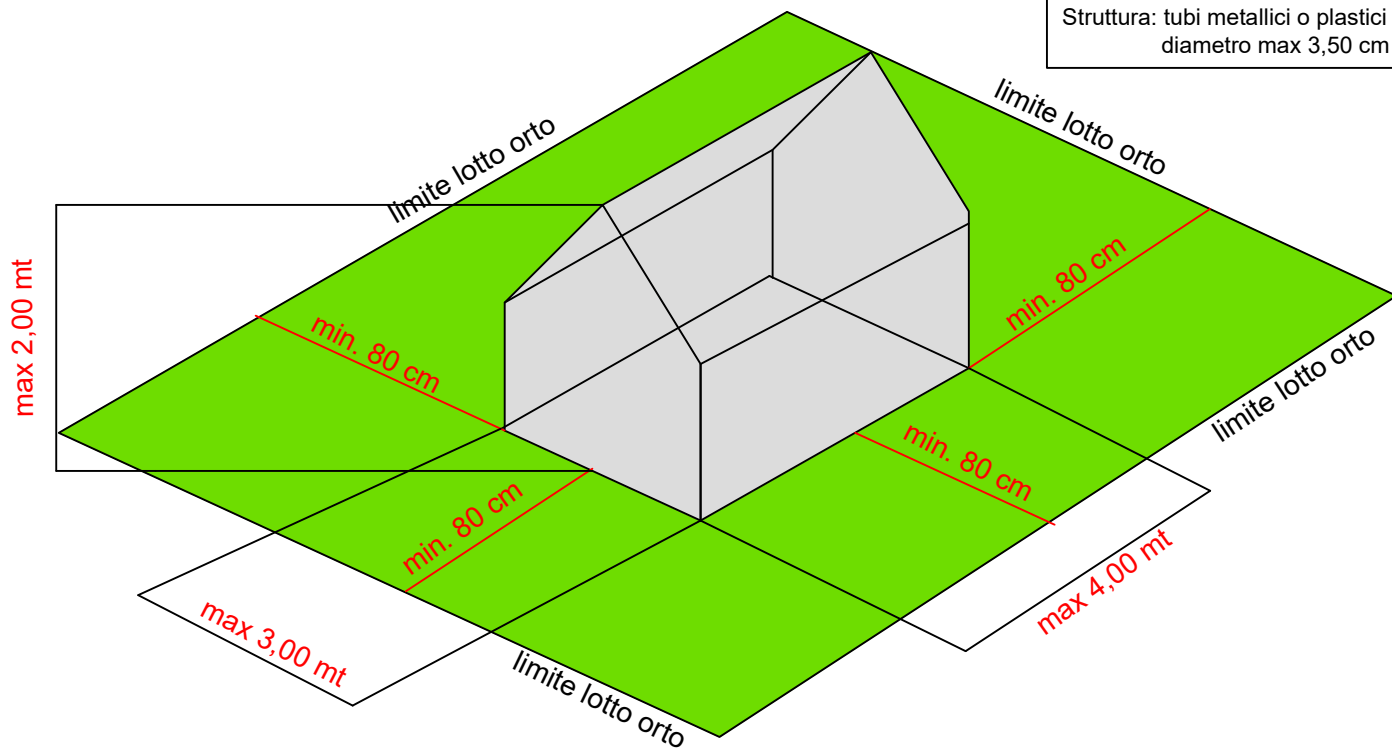 Struttura: tubi metallici o plastici
diametro max 3,50 cm
limite lotto orto
limite lotto orto
max 2,00 mt
min. 80 cm
min. 80 cm
min. 80 cm
min. 80 cm
limite lotto orto
max 3,00 mt
max 4,00 mt
limite lotto orto